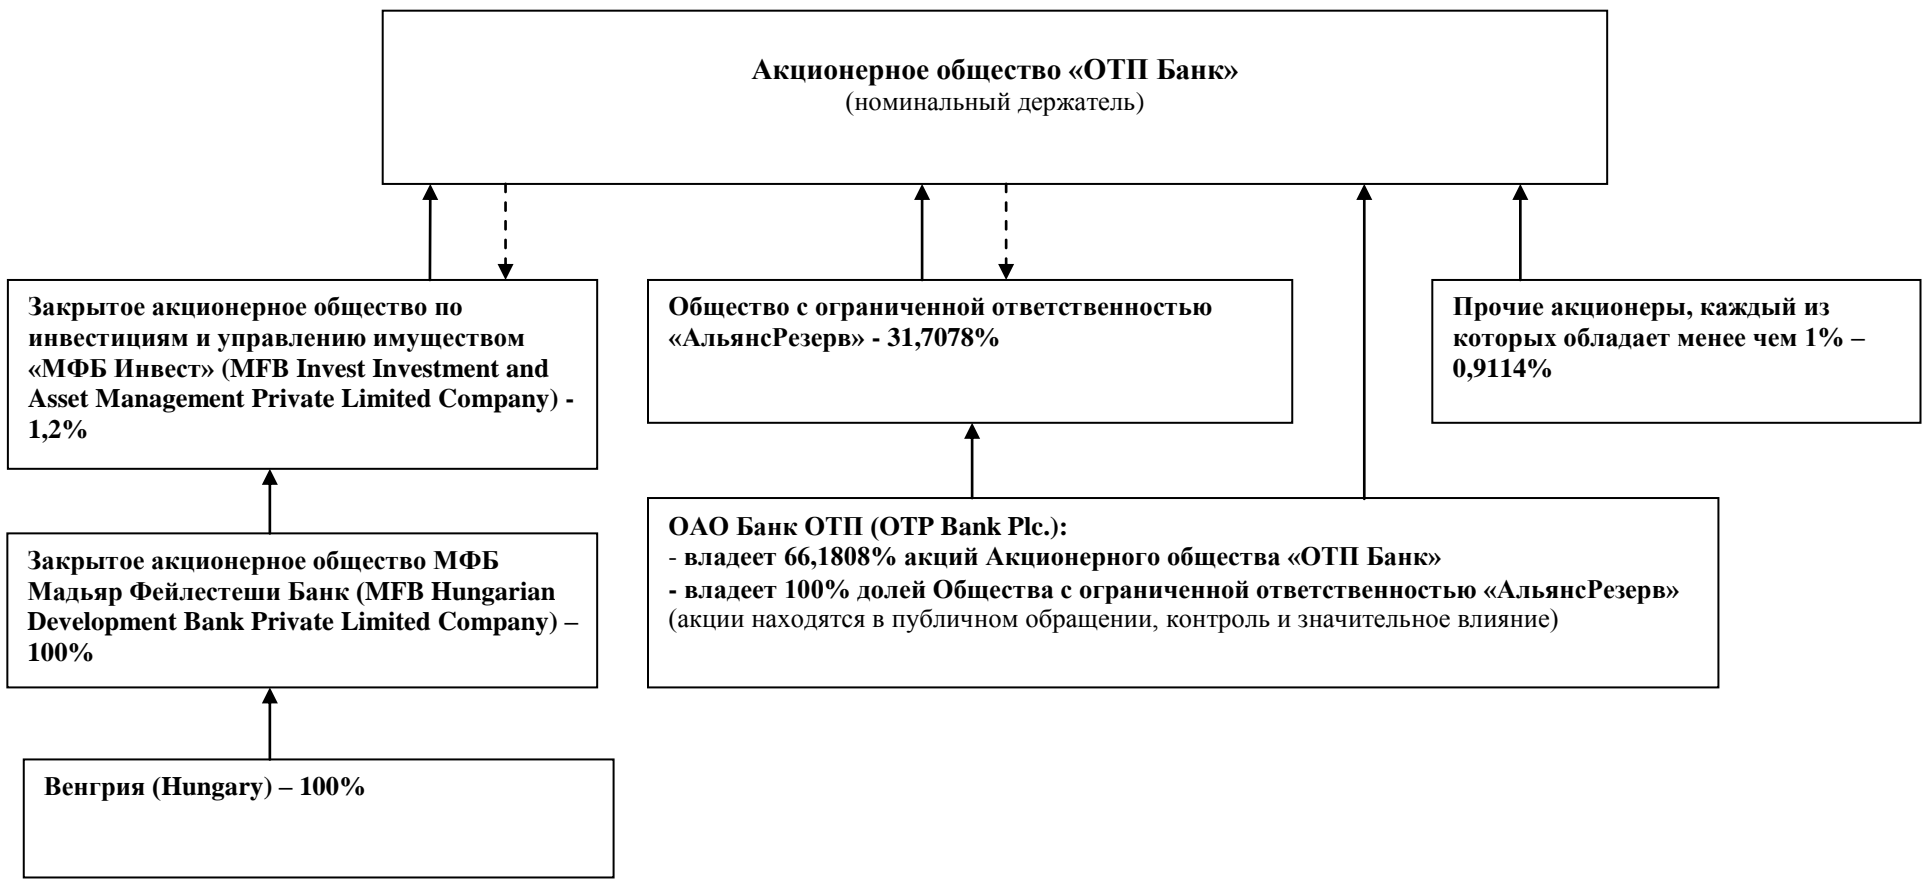 Акционерное общество «ОТП Банк»
(номинальный держатель)
Закрытое акционерное общество по
инвестициям и управлению имуществом
«МФБ Инвест» (MFB Invest Investment and
Asset Management Private Limited Company) -
1,2%
Общество с ограниченной ответственностью
«АльянсРезерв» - 31,7078%
Прочие акционеры, каждый из
которых обладает менее чем 1% –
0,9114%
Закрытое акционерное общество МФБ
Мадьяр Фейлестеши Банк (MFB Hungarian
Development Bank Private Limited Company) –
100%
ОАО Банк ОТП (OTP Bank Plc.):
- владеет 66,1808% акций Акционерного общества «ОТП Банк»
- владеет 100% долей Общества с ограниченной ответственностью «АльянсРезерв»
(акции находятся в публичном обращении, контроль и значительное влияние)
Венгрия (Hungary) – 100%